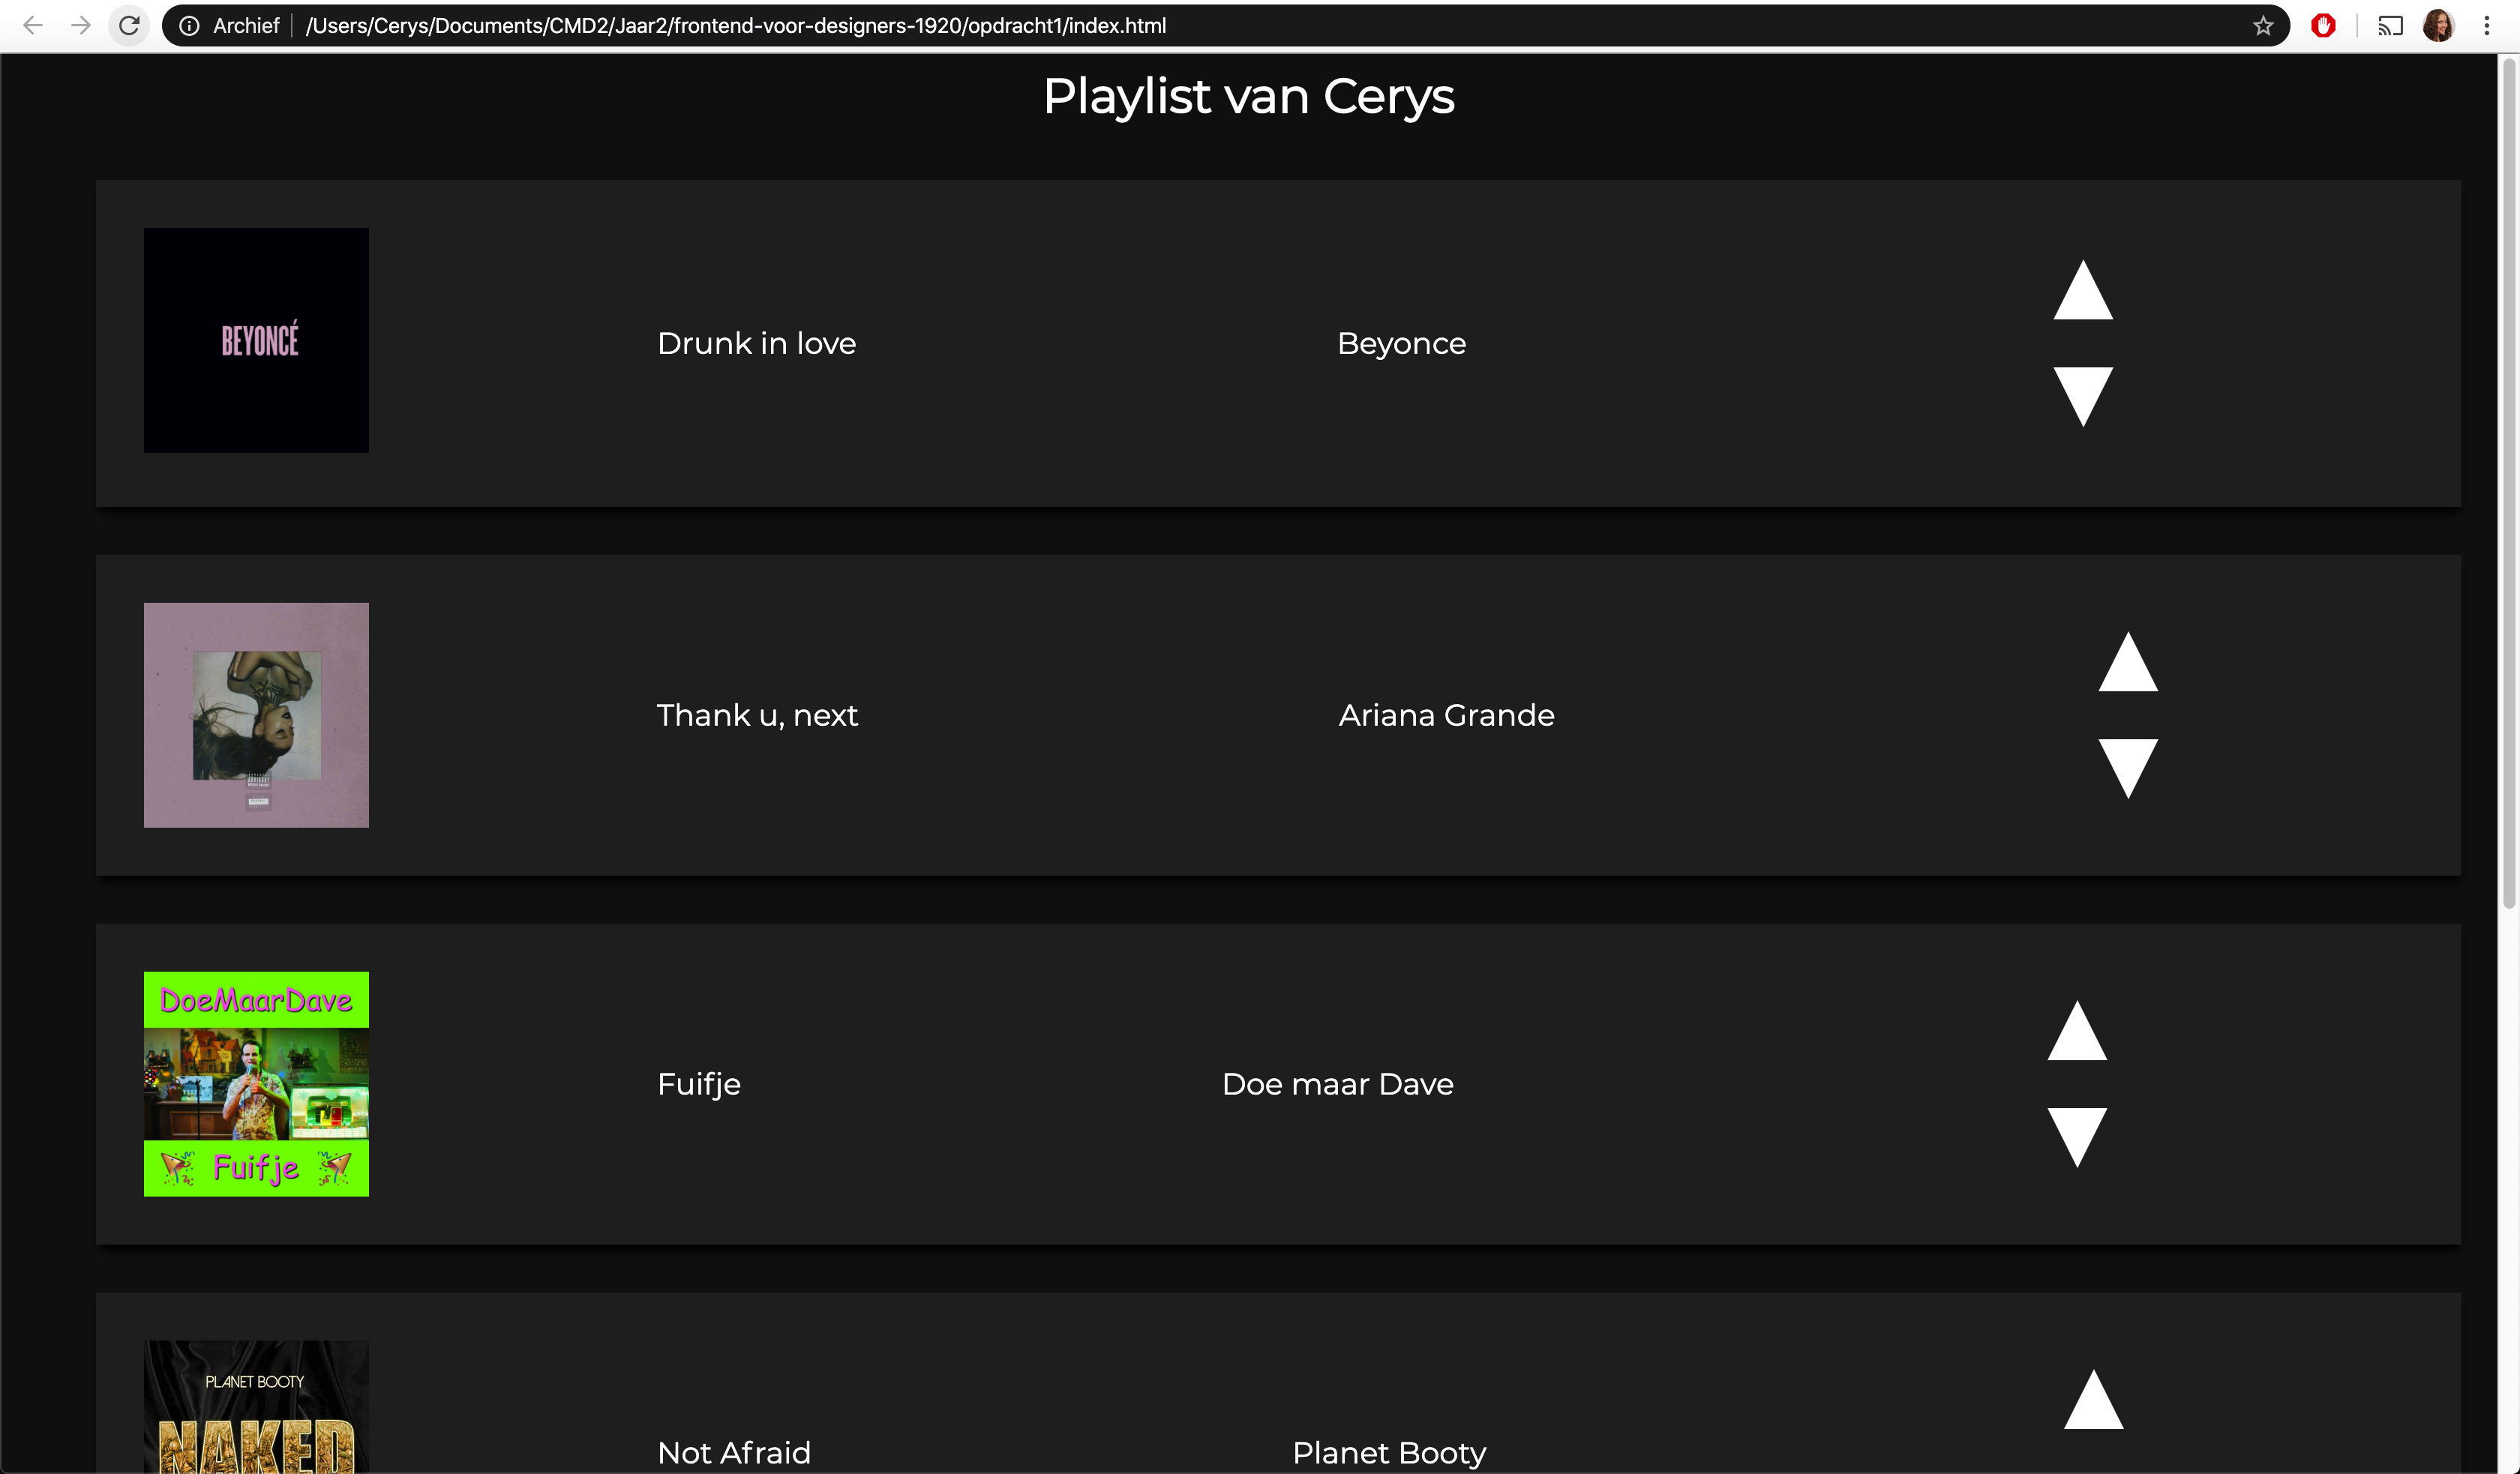 Archief | /Users/Cerys/Documents/CMD2/Jaar2/frontend-voor-designers-1920/opdracht1/index.html
Playlist van Cerys
BEYONCÉ
Drunk in love
Beyonce
Thank u, next
Ariana Grande
DoeMaarDave
Fuifje
Fuifje
Doe maar Dave
PLANET BOOTY
NAKED
Not Afraid
Planet Booty